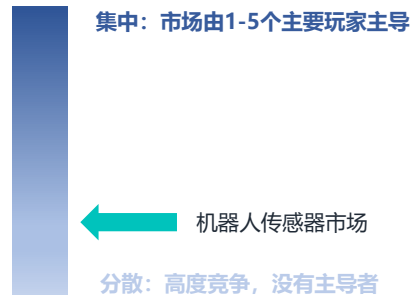 集中：市场由1-5个主要玩家主导
机器人传感器市场
分散：高度竞争，没有主导者